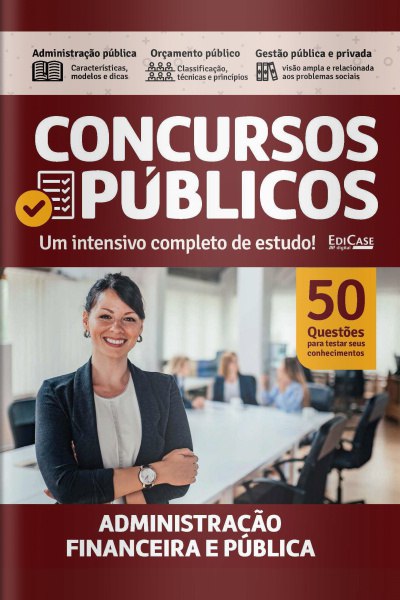 Administração pública
Características,
modelos e dicas
Orçamento público
Classificação,
técnicas e princípios
Gestão pública e privada
visão ampla e relacionada
aos problemas sociais
CONCURSOS
PÚBLICOS
Um intensivo completo de estudo!
EDICASE
digital
50
Questões
para testar seus
conhecimentos
ADMINISTRAÇÃO
FINANCEIRA E PÚBLICA